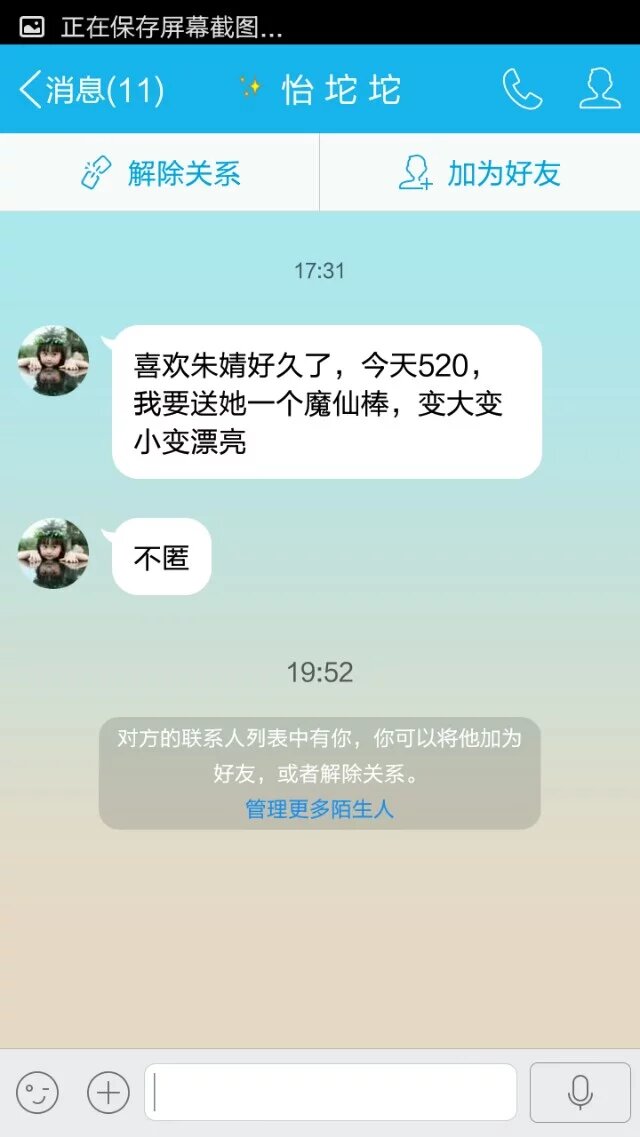 正在保存屏幕截图...
消息(11)
✨怡坨坨
解除关系
加为好友
17:31
喜欢朱婧好久了，今天520，
我要送她一个魔仙棒，变大变
小变漂亮
不匿
19:52
对方的联系人列表中有你，你可以将他加为
好友，或者解除关系。
管理更多陌生人